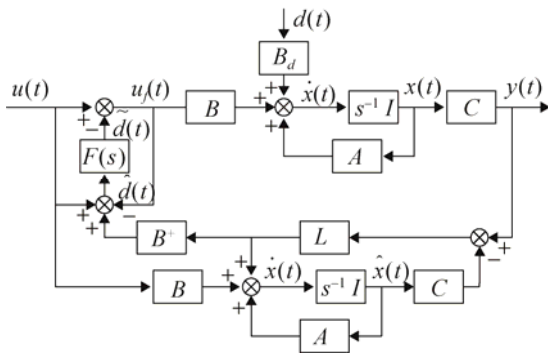 d(t)
B_d
u(t) u_f(t) B ẋ(t) s⁻¹ I x(t) C y(t)
+ − + + +
d̃(t)
F(s) A
d̂(t)
+ + −
B⁺ L + −
B + + + ẋ(t) s⁻¹ I x̂(t) C
A